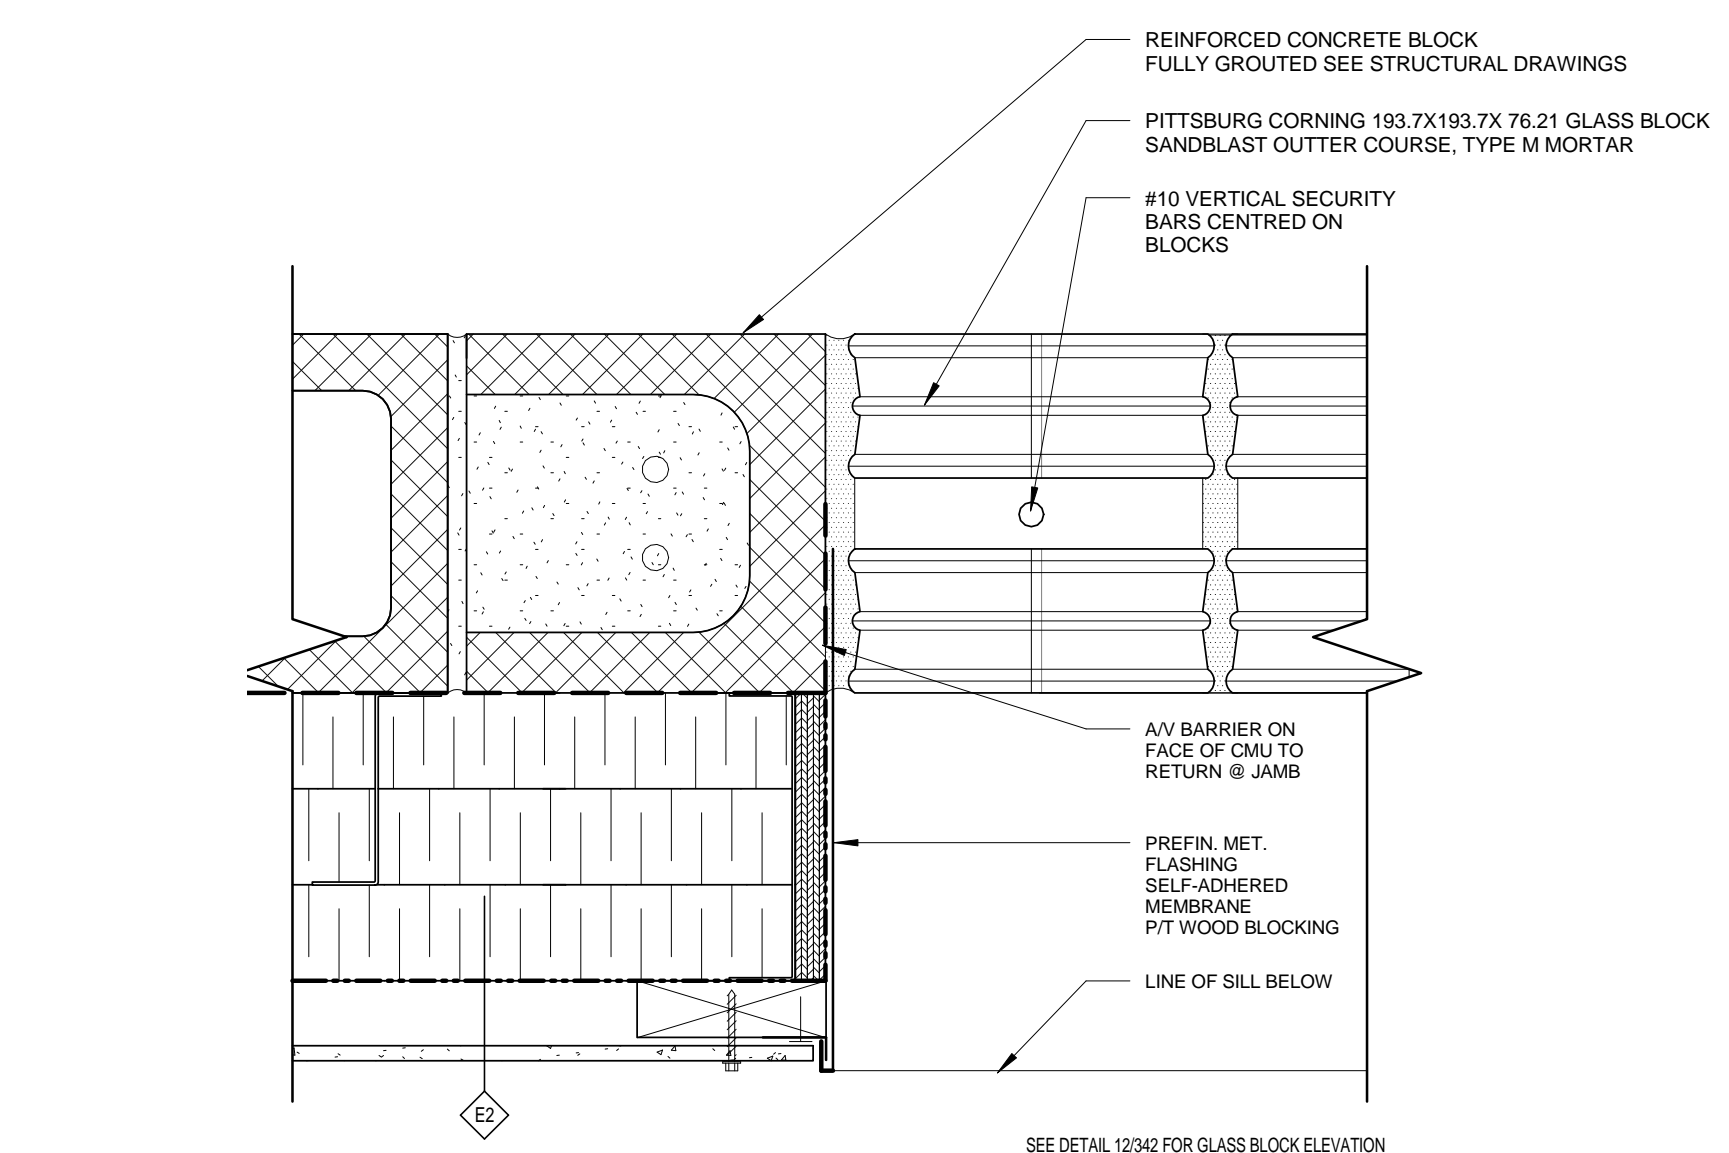 REINFORCED CONCRETE BLOCK
FULLY GROUTED SEE STRUCTURAL DRAWINGS
PITTSBURG CORNING 193.7X193.7X 76.21 GLASS BLOCK
SANDBLAST OUTTER COURSE, TYPE M MORTAR
#10 VERTICAL SECURITY
BARS CENTRED ON
BLOCKS
A/V BARRIER ON
FACE OF CMU TO
RETURN @ JAMB
PREFIN. MET.
FLASHING
SELF-ADHERED
MEMBRANE
P/T WOOD BLOCKING
LINE OF SILL BELOW
E2
SEE DETAIL 12/342 FOR GLASS BLOCK ELEVATION